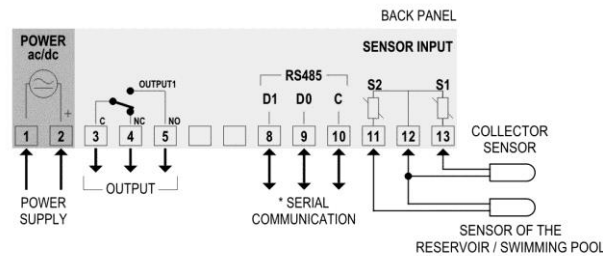 BACK PANEL
POWER
ac/dc
SENSOR INPUT
OUTPUT1
RS485
S2
S1
C
NC
NO
D1
D0
C
+
1
2
3
4
5
8
9
10
11
12
13
COLLECTOR
SENSOR
OUTPUT
POWER
SUPPLY
* SERIAL
COMMUNICATION
SENSOR OF THE
RESERVOIR / SWIMMING POOL